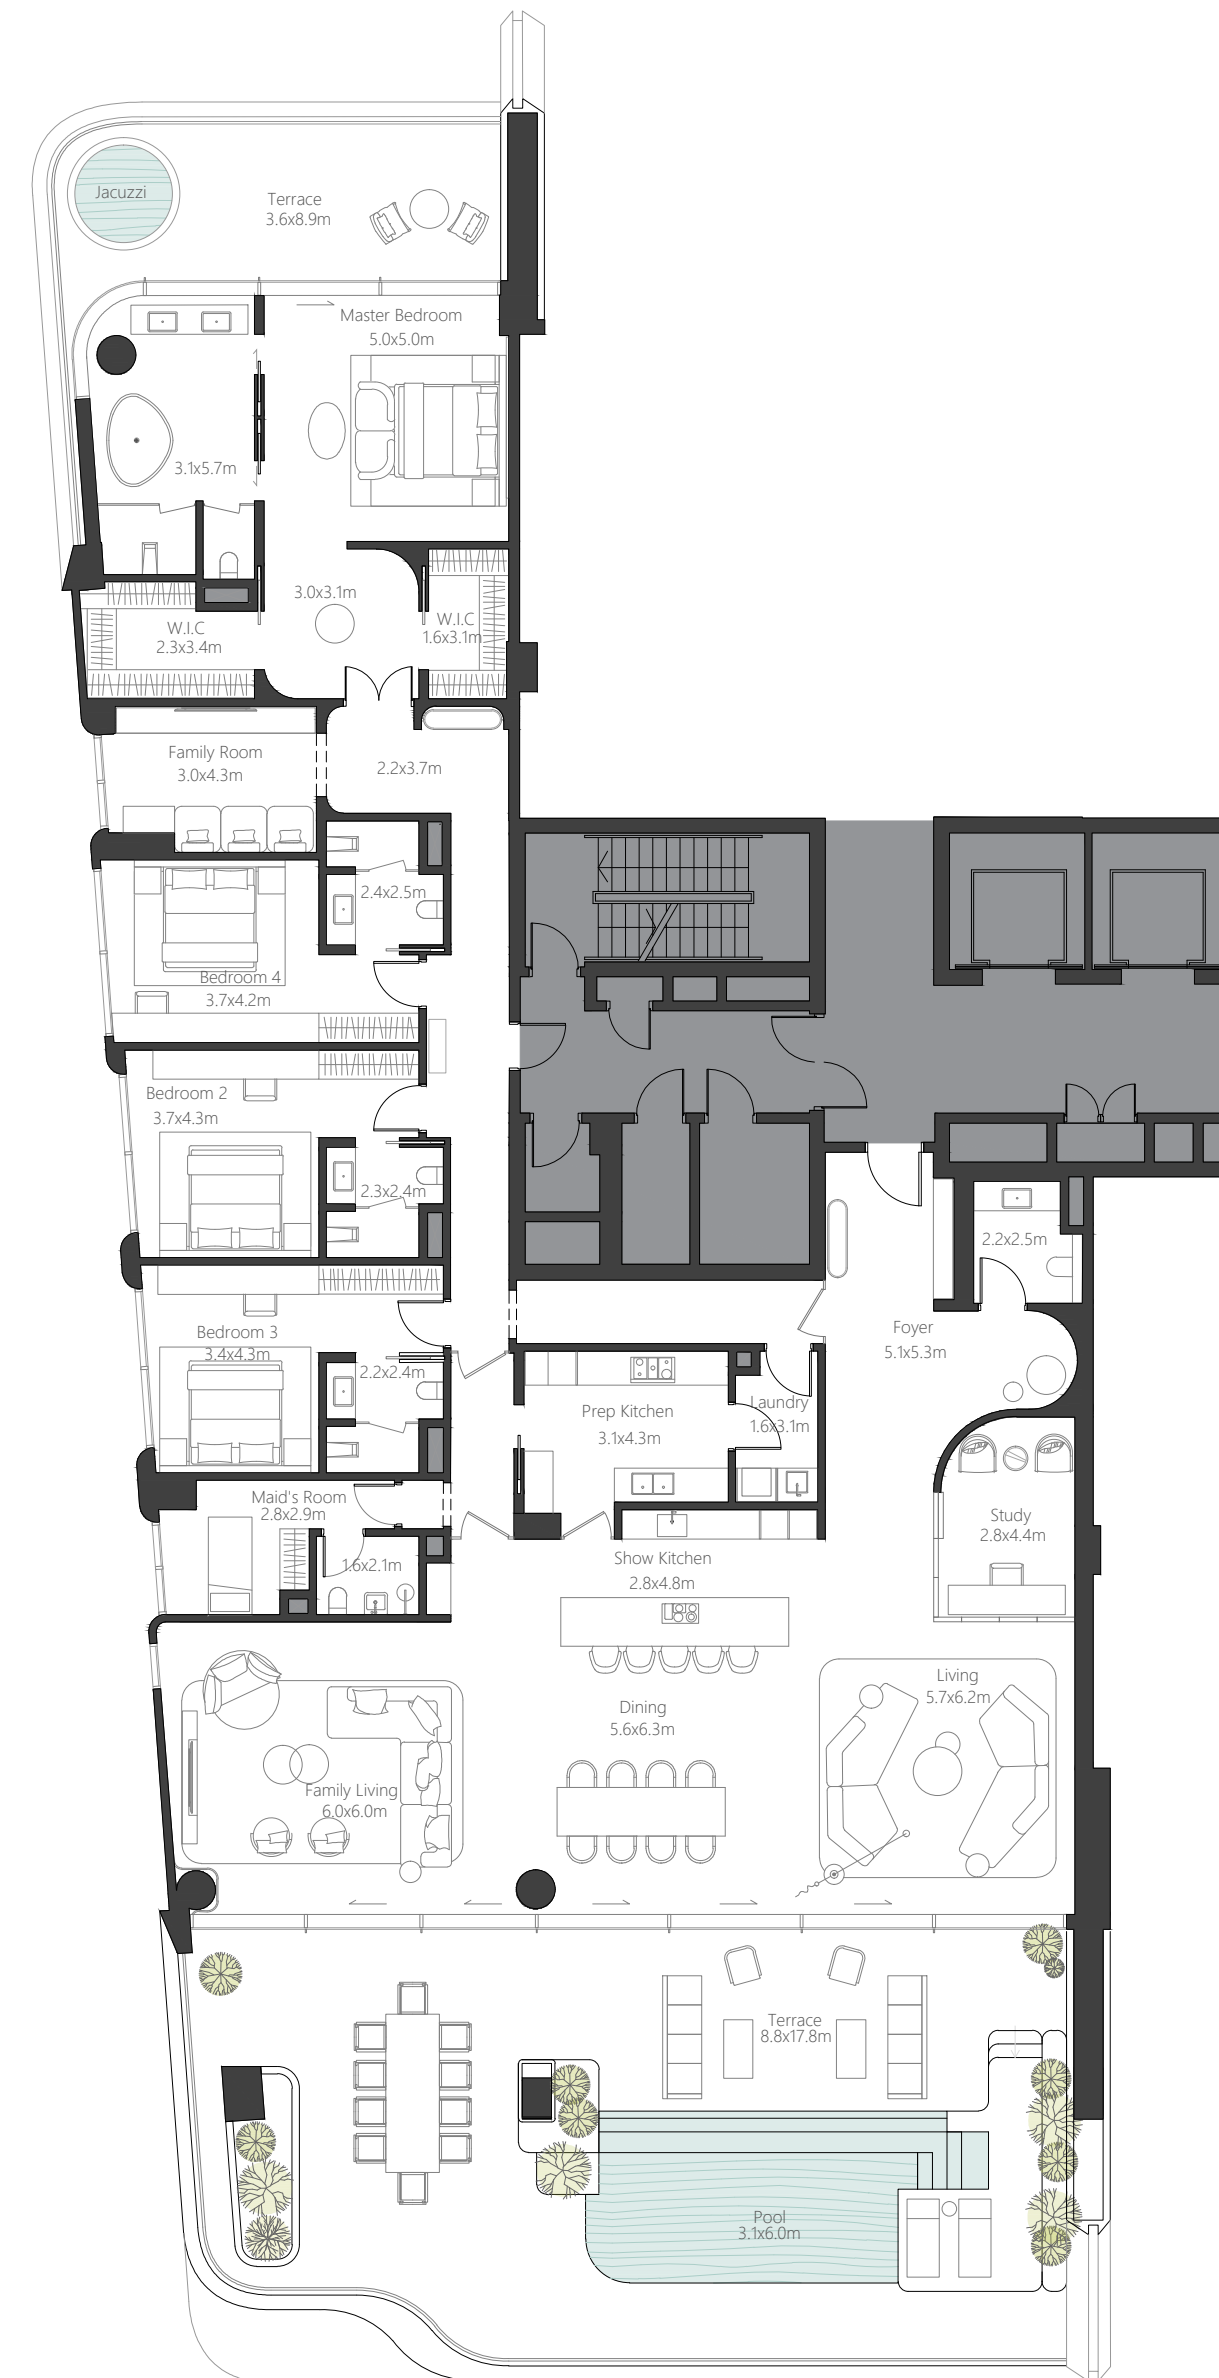 Jacuzzi
Terrace
3.6x8.9m
Master Bedroom
5.0x5.0m
3.1x5.7m
3.0x3.1m
W.I.C
2.3x3.4m
W.I.C
1.6x3.1m
Family Room
3.0x4.3m
2.2x3.7m
2.4x2.5m
Bedroom 4
3.7x4.2m
Bedroom 2
3.7x4.3m
2.3x2.4m
2.2x2.5m
Bedroom 3
3.4x4.3m
2.2x2.4m
Foyer
5.1x5.3m
Prep Kitchen
3.1x4.3m
Laundry
1.6x3.1m
Maid's Room
2.8x2.9m
1.6x2.1m
Show Kitchen
2.8x4.8m
Study
2.8x4.4m
Dining
5.6x6.3m
Living
5.7x6.2m
Family Living
6.0x6.0m
Terrace
8.8x17.8m
Pool
3.1x6.0m